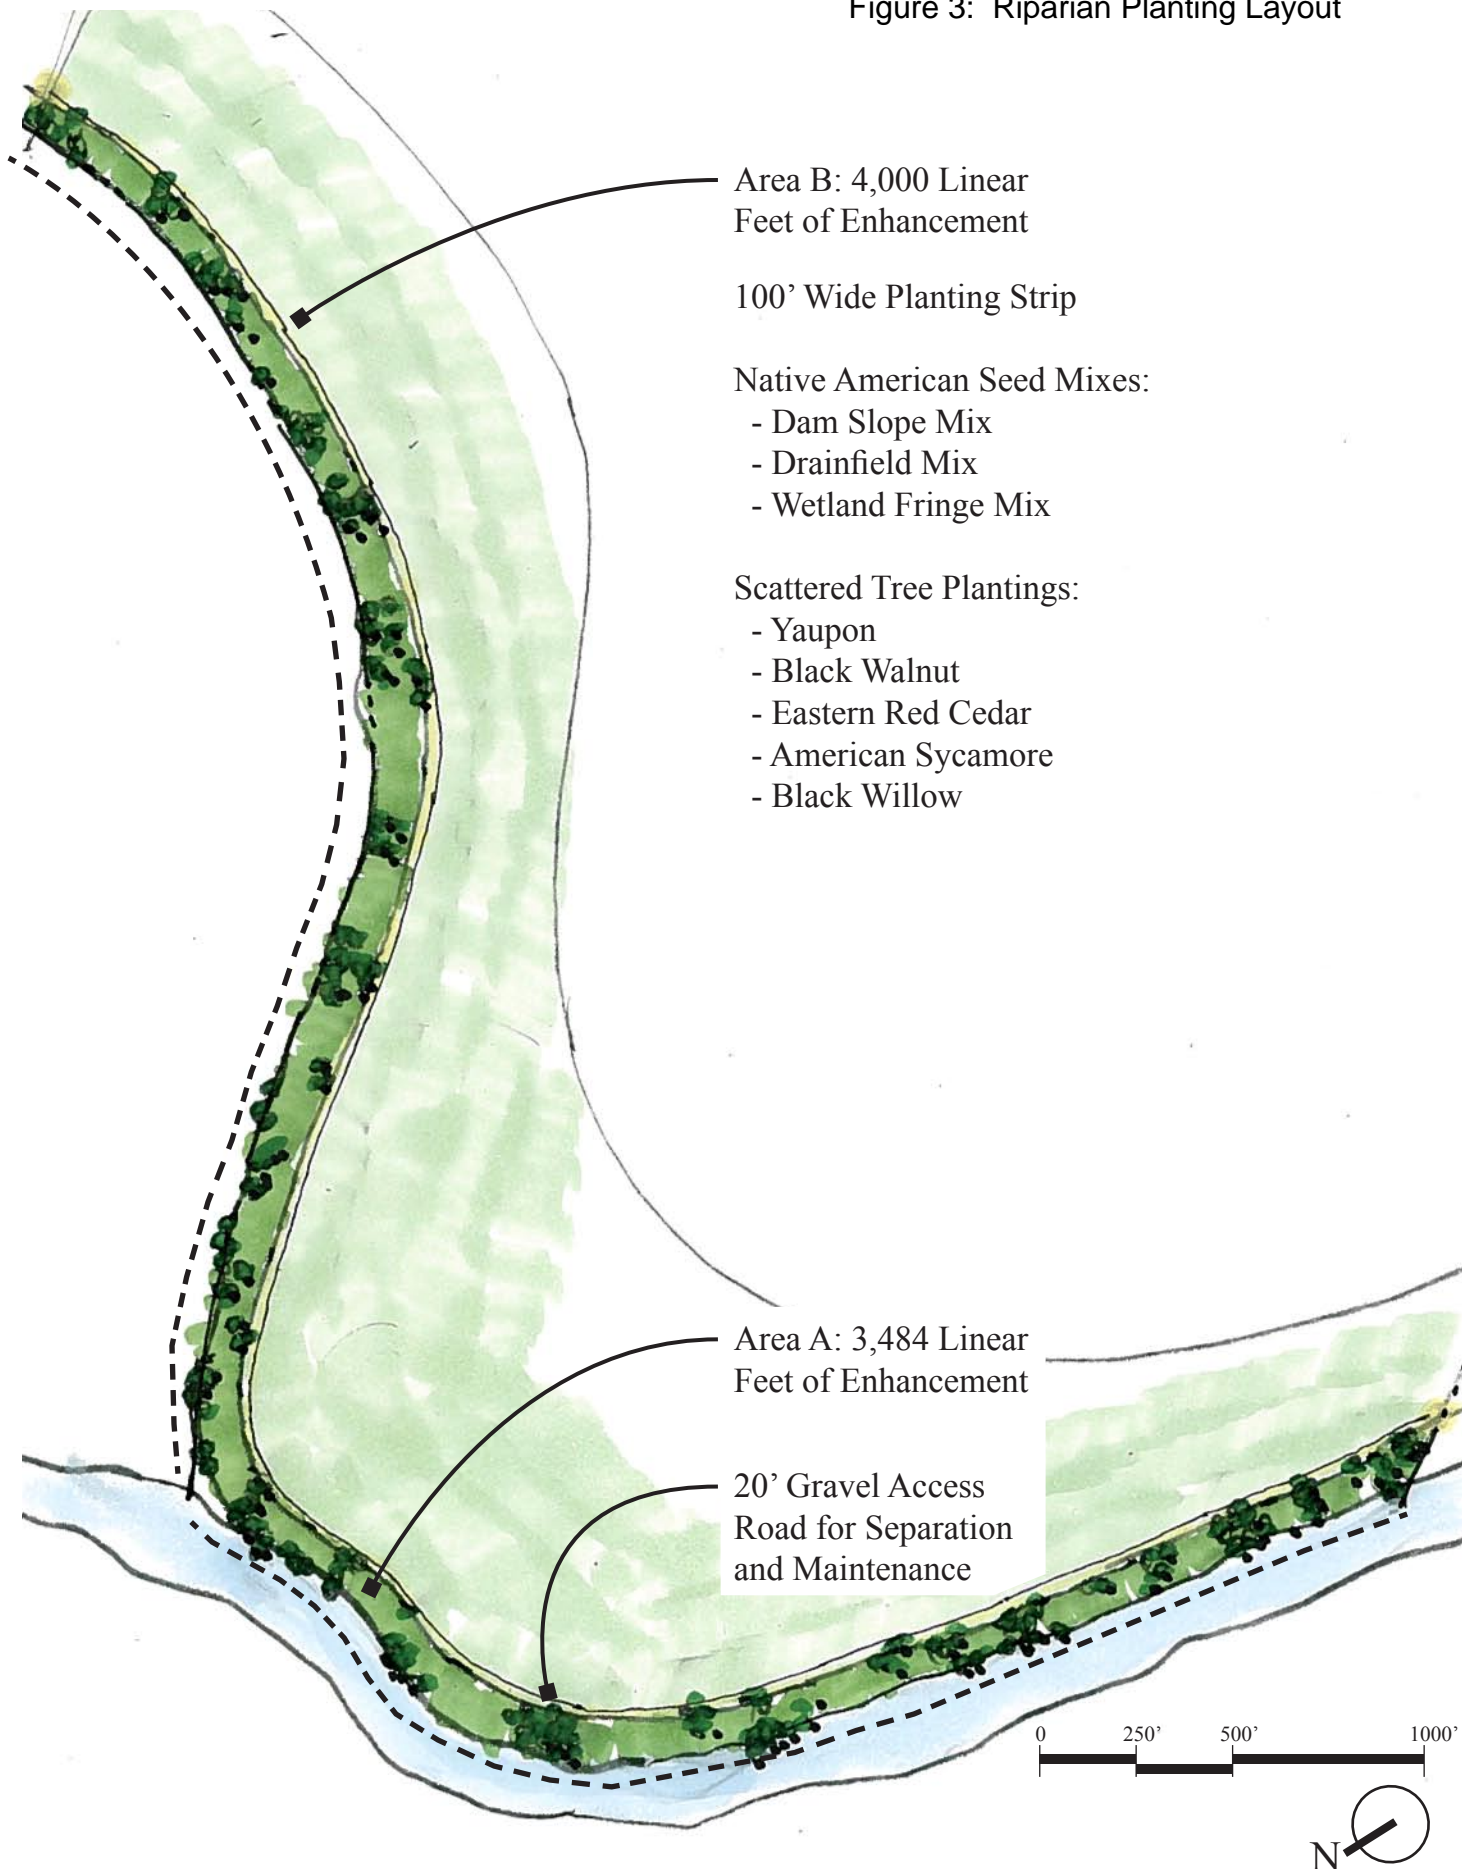 Figure 3: Riparian Planting Layout
Area B: 4,000 Linear
Feet of Enhancement
100’ Wide Planting Strip
Native American Seed Mixes:
- Dam Slope Mix
- Drainfield Mix
- Wetland Fringe Mix
Scattered Tree Plantings:
- Yaupon
- Black Walnut
- Eastern Red Cedar
- American Sycamore
- Black Willow
Area A: 3,484 Linear
Feet of Enhancement
20’ Gravel Access
Road for Separation
and Maintenance
0 250’ 500’ 1000’
N